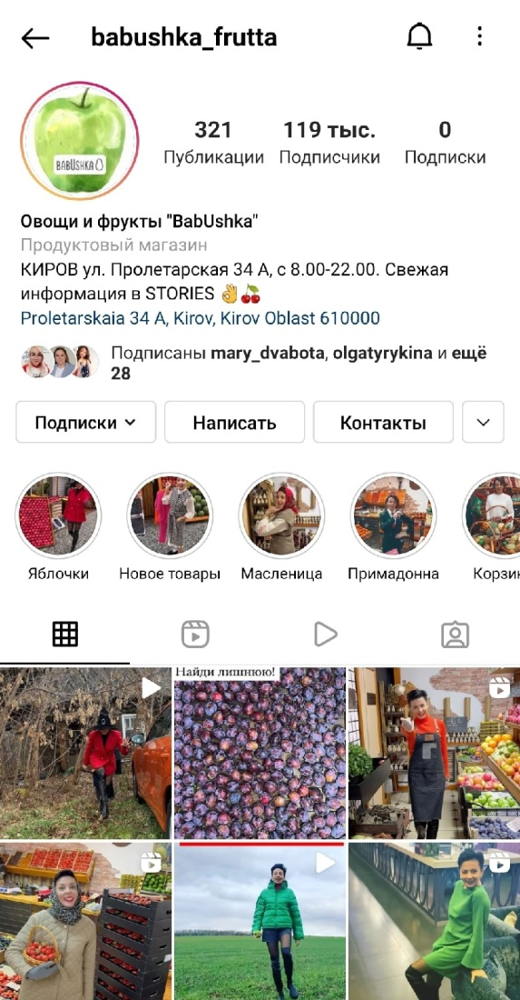 babushka_frutta
321
119 тыс.
0
Публикации
Подписчики
Подписки
BABUSHKA
Овощи и фрукты "BabUshka"
Продуктовый магазин
КИРОВ ул. Пролетарская 34 А, с 8.00-22.00. Свежая
информация в STORIES 👌🍒
Proletarskaia 34 A, Kirov, Kirov Oblast 610000
Подписаны mary_dvabota, olgatyrykina и ещё
28
Подписки
Написать
Контакты
Яблочки
Новое товары
Масленица
Примадонна
Корзин
Найди лишнюю!